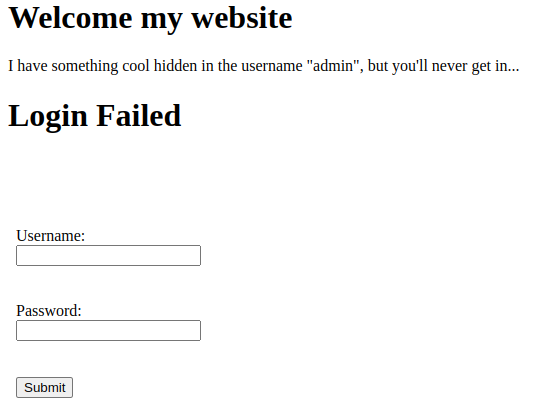 Welcome my website
I have something cool hidden in the username "admin", but you'll never get in...
Login Failed
Username:
Password:
Submit